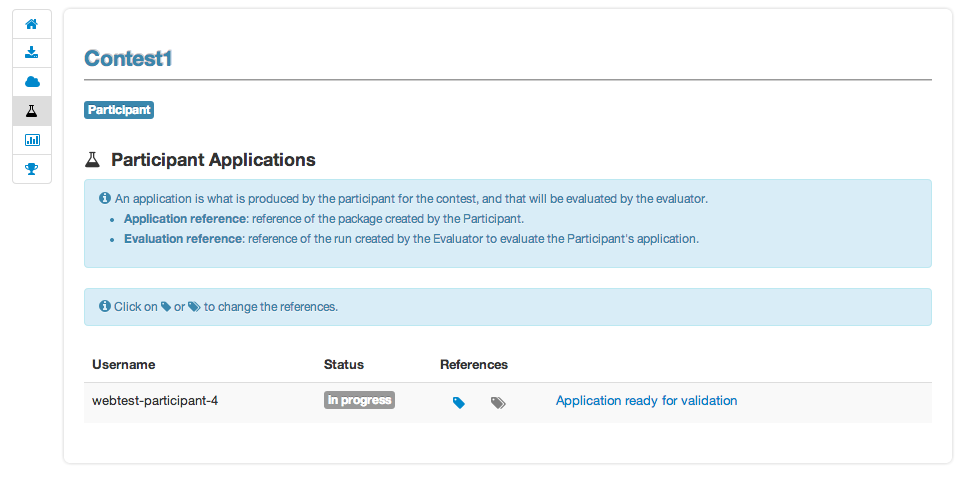 Contest1
Participant
Participant Applications
An application is what is produced by the participant for the contest, and that will be evaluated by the evaluator.
• Application reference: reference of the package created by the Participant.
• Evaluation reference: reference of the run created by the Evaluator to evaluate the Participant's application.
Click on or to change the references.
Username Status References
webtest-participant-4 In progress Application ready for validation